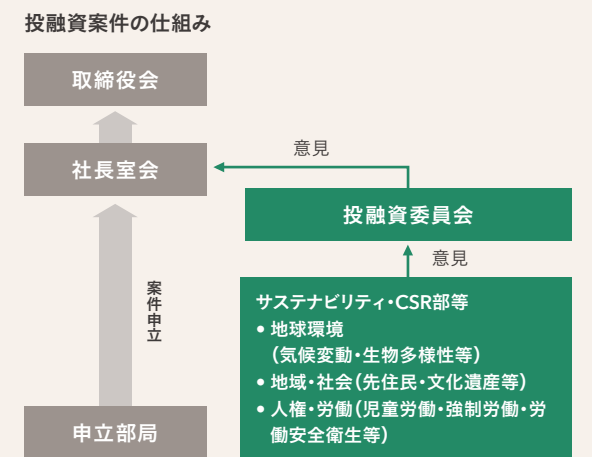 投融資案件の仕組み
取締役会
社長室会
意見
投融資委員会
意見
案件申立
サステナビリティ・CSR部等
• 地球環境
（気候変動・生物多様性等）
• 地域・社会（先住民・文化遺産等）
• 人権・労働（児童労働・強制労働・労
働安全衛生等）
申立部局